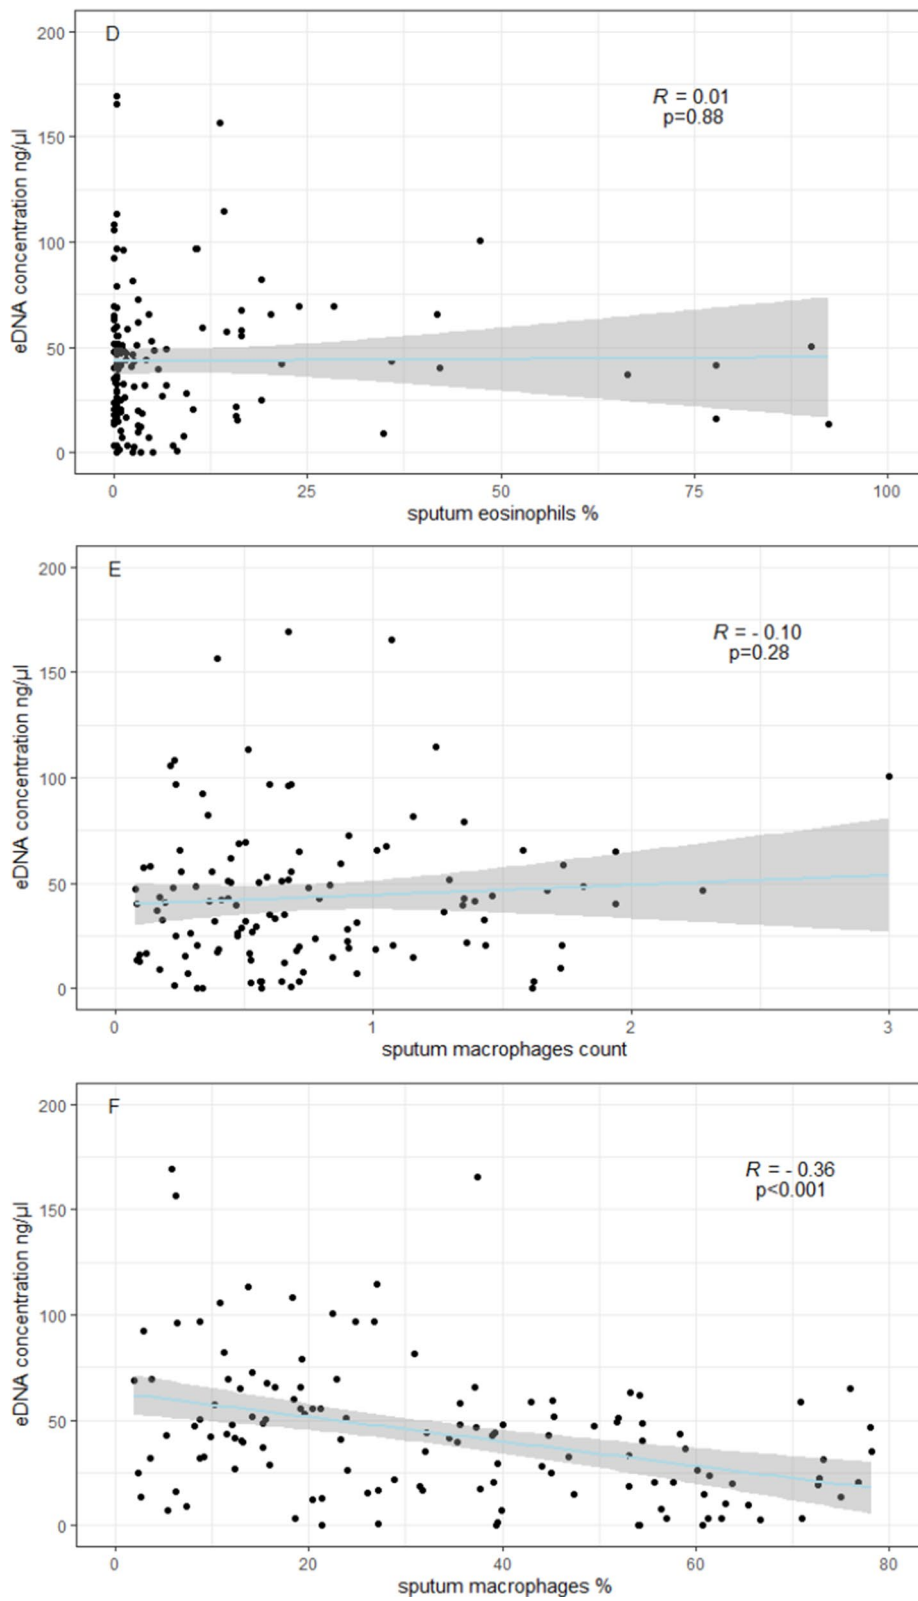 D
200
R = 0.01
p=0.88
150
100
50
0
eDNA concentration ng/µl
0 25 50 75 100
sputum eosinophils %
E
200
R = - 0.10
p=0.28
150
100
50
0
eDNA concentration ng/µl
0 1 2 3
sputum macrophages count
F
200
R = - 0.36
p<0.001
150
100
50
0
eDNA concentration ng/µl
0 20 40 60 80
sputum macrophages %